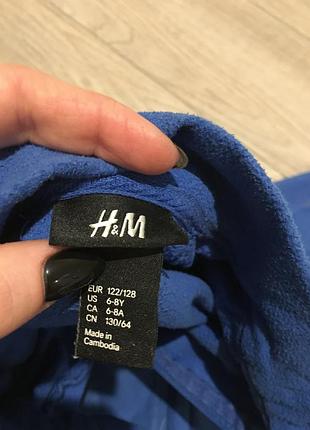 H&M
EUR 122/128
US 6-8Y
CA 6-8A
CN 130/64
Made in
Cambodia